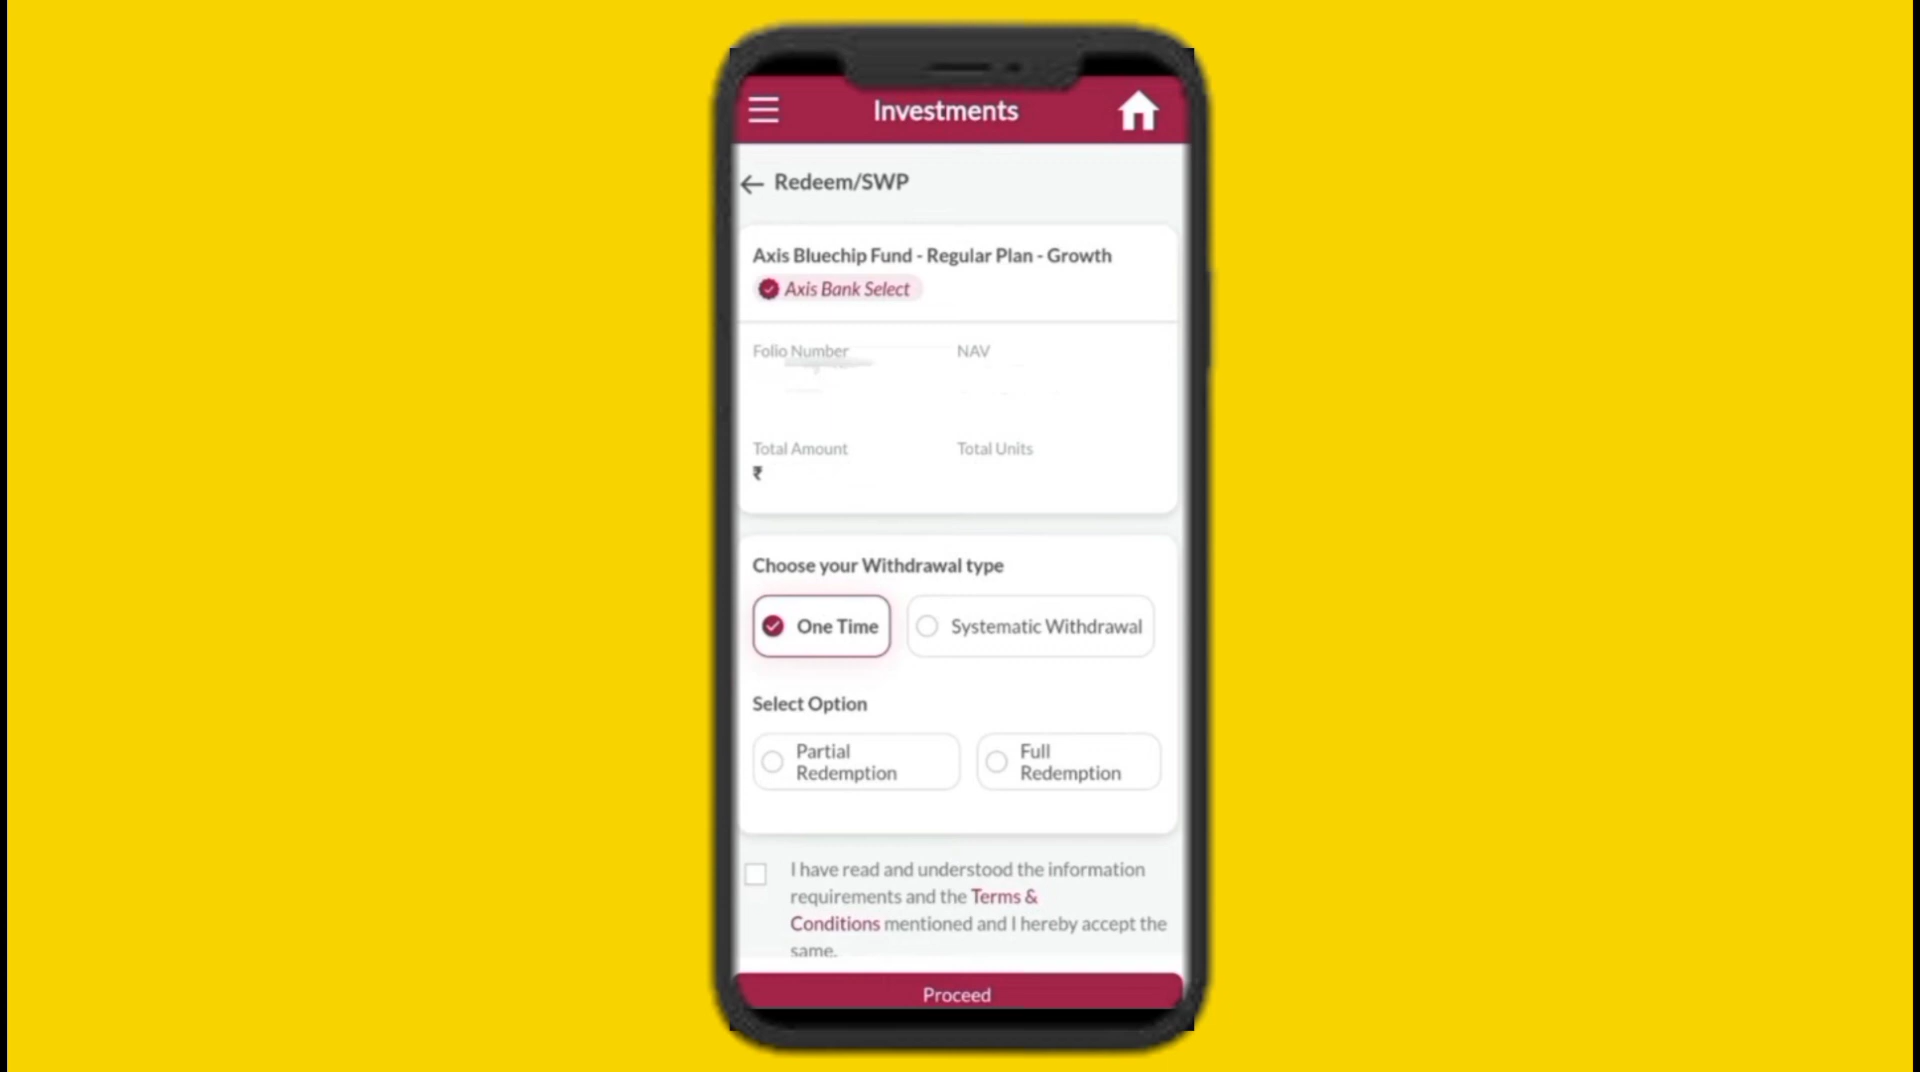 Investments
Redeem/SWP
Axis Bluechip Fund - Regular Plan - Growth
Axis Bank Select
Folio Number NAV
Total Amount Total Units
₹
Choose your Withdrawal type
One Time Systematic Withdrawal
Select Option
Partial Full
Redemption Redemption
I have read and understood the information
requirements and the Terms &
Conditions mentioned and I hereby accept the
same.
Proceed